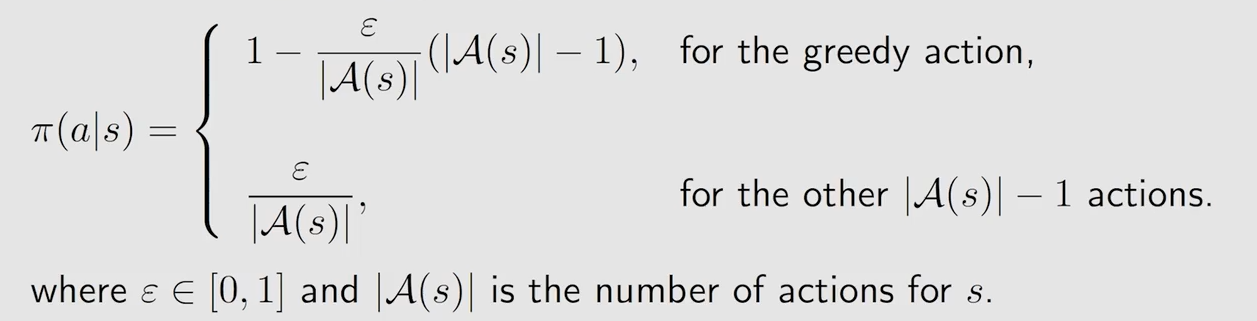 π(a|s) = { 1 − ε/|𝒜(s)| (|𝒜(s)| − 1), for the greedy action,
ε/|𝒜(s)|, for the other |𝒜(s)| − 1 actions.
where ε ∈ [0, 1] and |𝒜(s)| is the number of actions for s.